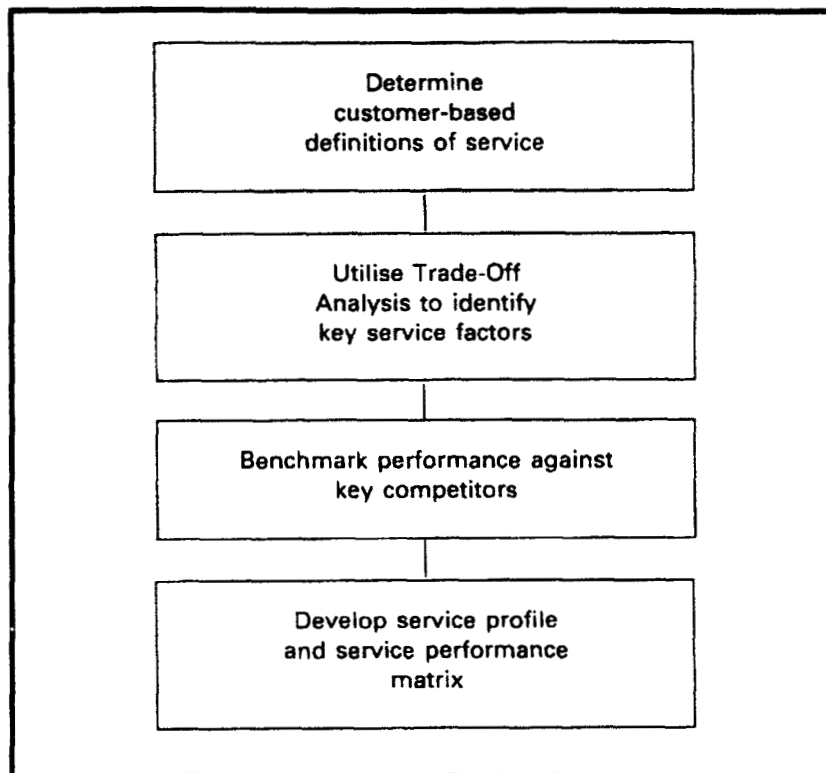 Determine
customer-based
definitions of service
Utilise Trade-Off
Analysis to identify
key service factors
Benchmark performance against
key competitors
Develop service profile
and service performance
matrix